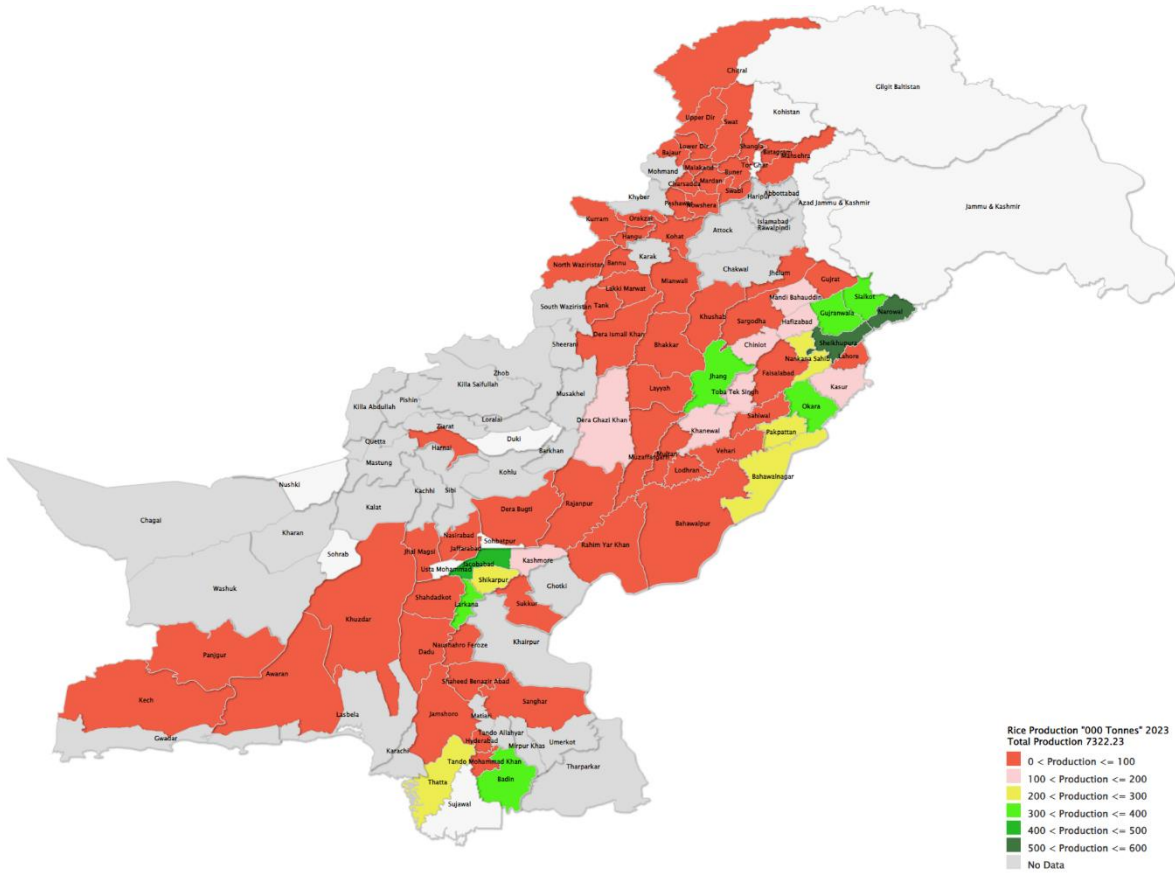 Chitral
Gilgit Baltistan
Kohistan
Upper Dir
Swat
Lower Dir
Shangla
Batagram
Mansehra
Bajaur
Tor Ghar
Mohmand
Malakand
Buner
Mardan
Charsadda
Swabi
Abbottabad
Haripur
Khyber
Peshawar
Nowshera
Azad Jammu & Kashmir
Jammu & Kashmir
Islamabad
Rawalpindi
Kurram
Orakzai
Attock
Hangu
Kohat
Karak
Chakwal
North Waziristan
Bannu
Jhelum
Gujrat
Mianwali
Lakki Marwat
Mandi Bahauddin
Sialkot
South Waziristan
Tank
Khushab
Gujranwala
Narowal
Sargodha
Hafizabad
Dera Ismail Khan
Sheerani
Bhakkar
Chiniot
Sheikhupura
Lahore
Nankana Sahib
Zhob
Jhang
Faisalabad
Killa Saifullah
Musakhel
Layyah
Toba Tek Singh
Kasur
Pishin
Killa Abdullah
Okara
Loralai
Dera Ghazi Khan
Sahiwal
Ziarat
Khanewal
Pakpattan
Quetta
Duki
Harnai
Barkhan
Multan
Vehari
Muzaffargarh
Bahawalnagar
Mastung
Kohlu
Lodhran
Nushki
Kachhi
Sibi
Kalat
Dera Bugti
Rajanpur
Chagai
Kharan
Bahawalpur
Nasirabad
Sohbatpur
Rahim Yar Khan
Jaffarabad
Sohrab
Jhal Magsi
Kashmore
Jacobabad
Usta Mohammad
Shikarpur
Washuk
Ghotki
Shahdadkot
Larkana
Sukkur
Khuzdar
Khairpur
Naushahro Feroze
Dadu
Panjgur
Awaran
Shaheed Benazir Abad
Kech
Sanghar
Lasbela
Jamshoro
Matiari
Tando Allahyar
Gwadar
Hyderabad
Umerkot
Mirpur Khas
Karachi
Tando Mohammad Khan
Tharparkar
Thatta
Badin
Sujawal
Rice Production "000 Tonnes" 2023
Total Production 7322.23
0 < Production <= 100
100 < Production <= 200
200 < Production <= 300
300 < Production <= 400
400 < Production <= 500
500 < Production <= 600
No Data